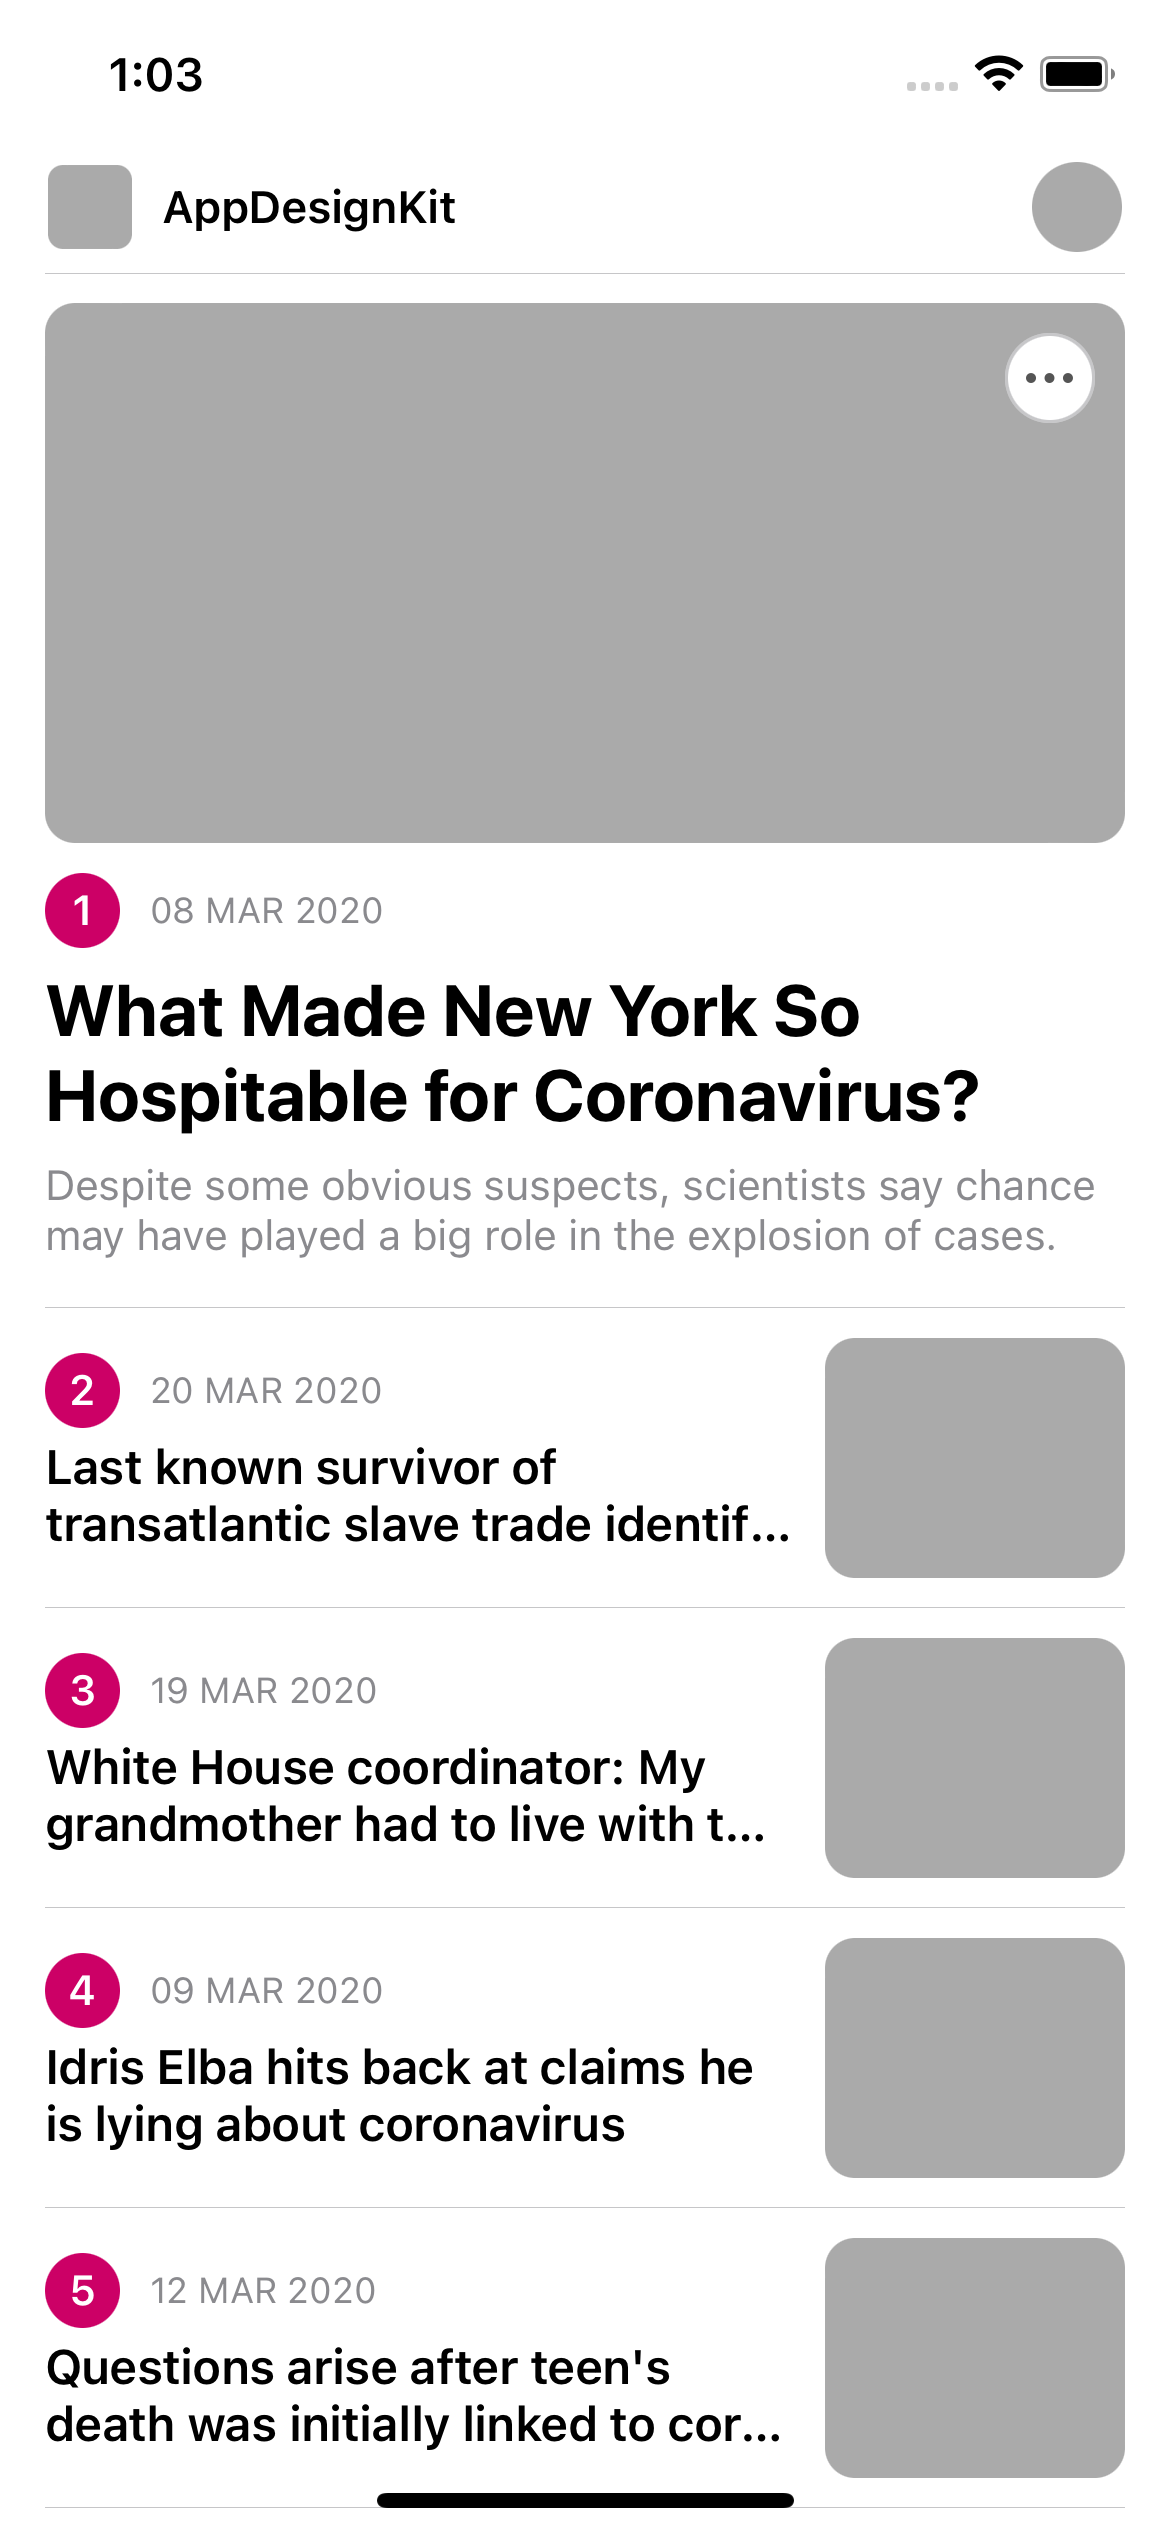 1:03
AppDesignKit
1
08 MAR 2020
What Made New York So
Hospitable for Coronavirus?
Despite some obvious suspects, scientists say chance
may have played a big role in the explosion of cases.
2
20 MAR 2020
Last known survivor of
transatlantic slave trade identif...
3
19 MAR 2020
White House coordinator: My
grandmother had to live with t...
4
09 MAR 2020
Idris Elba hits back at claims he
is lying about coronavirus
5
12 MAR 2020
Questions arise after teen's
death was initially linked to cor...